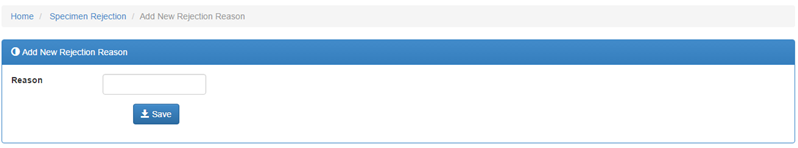 Home / Specimen Rejection / Add New Rejection Reason
Add New Rejection Reason
Reason
Save